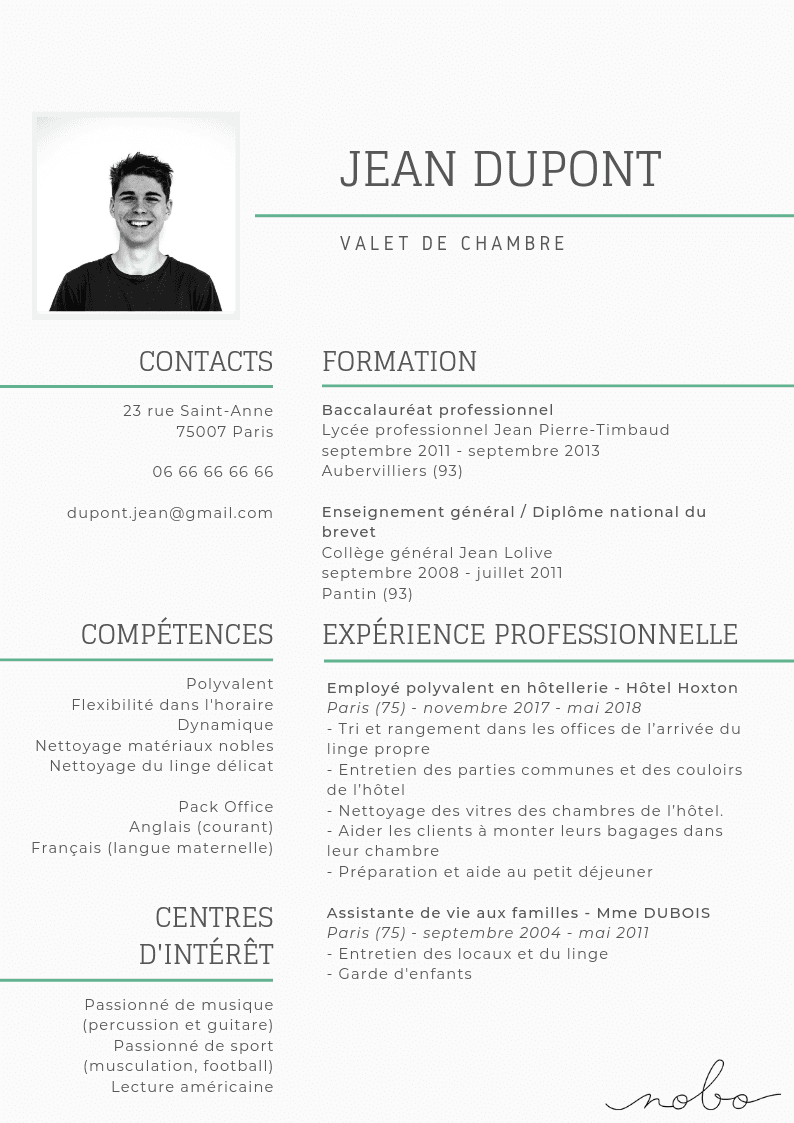 JEAN DUPONT
VALET DE CHAMBRE
CONTACTS
23 rue Saint-Anne
75007 Paris
06 66 66 66 66
dupont.jean@gmail.com
FORMATION
Baccalauréat professionnel
Lycée professionnel Jean Pierre-Timbaud
septembre 2011 - septembre 2013
Aubervilliers (93)
Enseignement général / Diplôme national du
brevet
Collège général Jean Lolive
septembre 2008 - juillet 2011
Pantin (93)
COMPÉTENCES
Polyvalent
Flexibilité dans l'horaire
Dynamique
Nettoyage matériaux nobles
Nettoyage du linge délicat
Pack Office
Anglais (courant)
Français (langue maternelle)
EXPÉRIENCE PROFESSIONNELLE
Employé polyvalent en hôtellerie - Hôtel Hoxton
Paris (75) - novembre 2017 - mai 2018
- Tri et rangement dans les offices de l’arrivée du
linge propre
- Entretien des parties communes et des couloirs
de l’hôtel
- Nettoyage des vitres des chambres de l’hôtel.
- Aider les clients à monter leurs bagages dans
leur chambre
- Préparation et aide au petit déjeuner
Assistante de vie aux familles - Mme DUBOIS
Paris (75) - septembre 2004 - mai 2011
- Entretien des locaux et du linge
- Garde d'enfants
CENTRES
D'INTÉRÊT
Passionné de musique
(percussion et guitare)
Passionné de sport
(musculation, football)
Lecture américaine
nobo